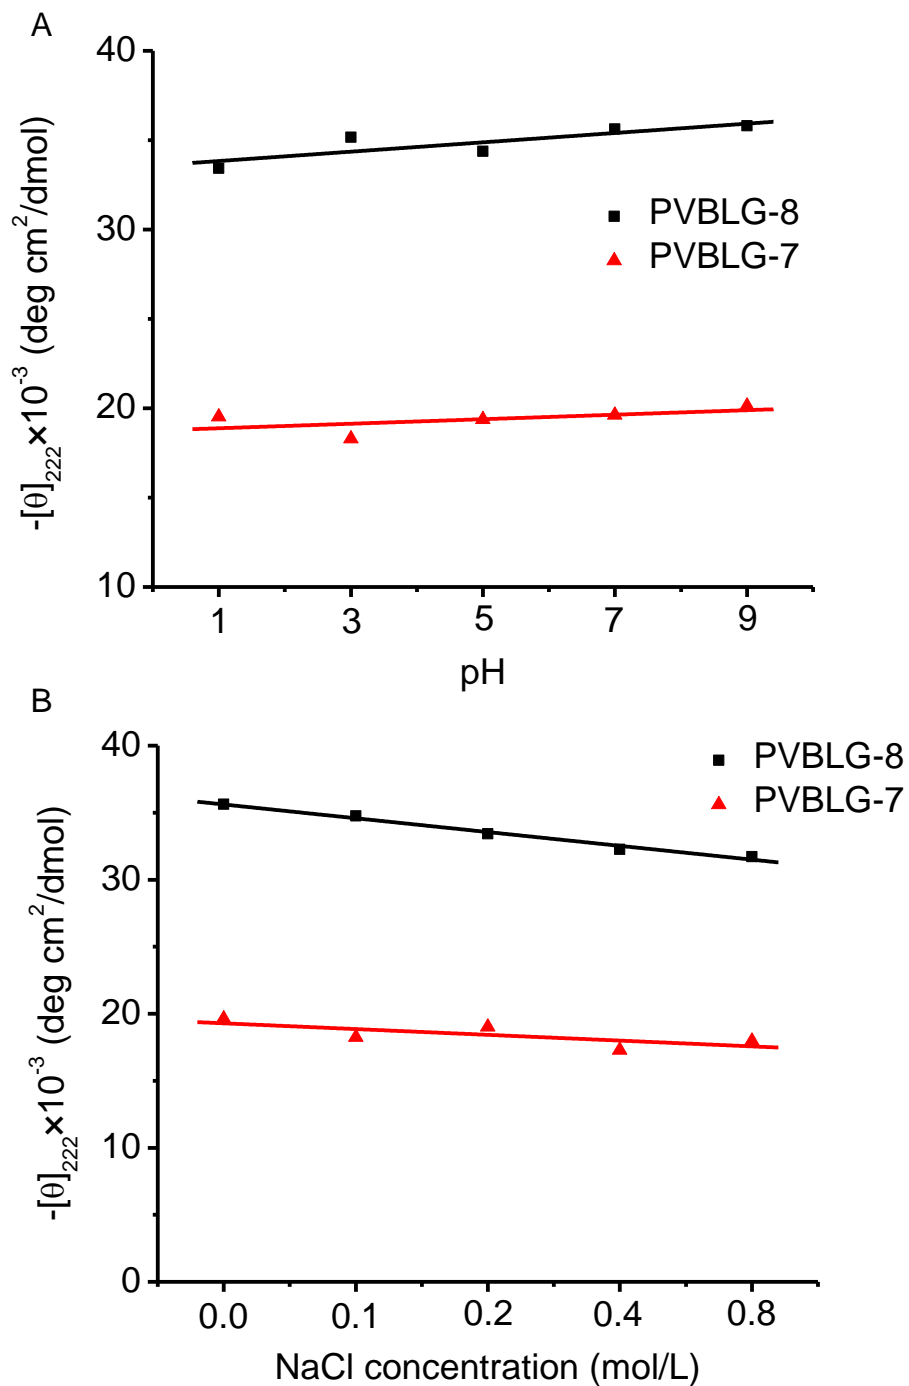 A
40
30
20
10
-[θ]222×10-3 (deg cm2/dmol)
PVBLG-8
PVBLG-7
1 3 5 7 9
pH
B
40
30
20
10
0
-[θ]222×10-3 (deg cm2/dmol)
PVBLG-8
PVBLG-7
0.0 0.1 0.2 0.4 0.8
NaCl concentration (mol/L)